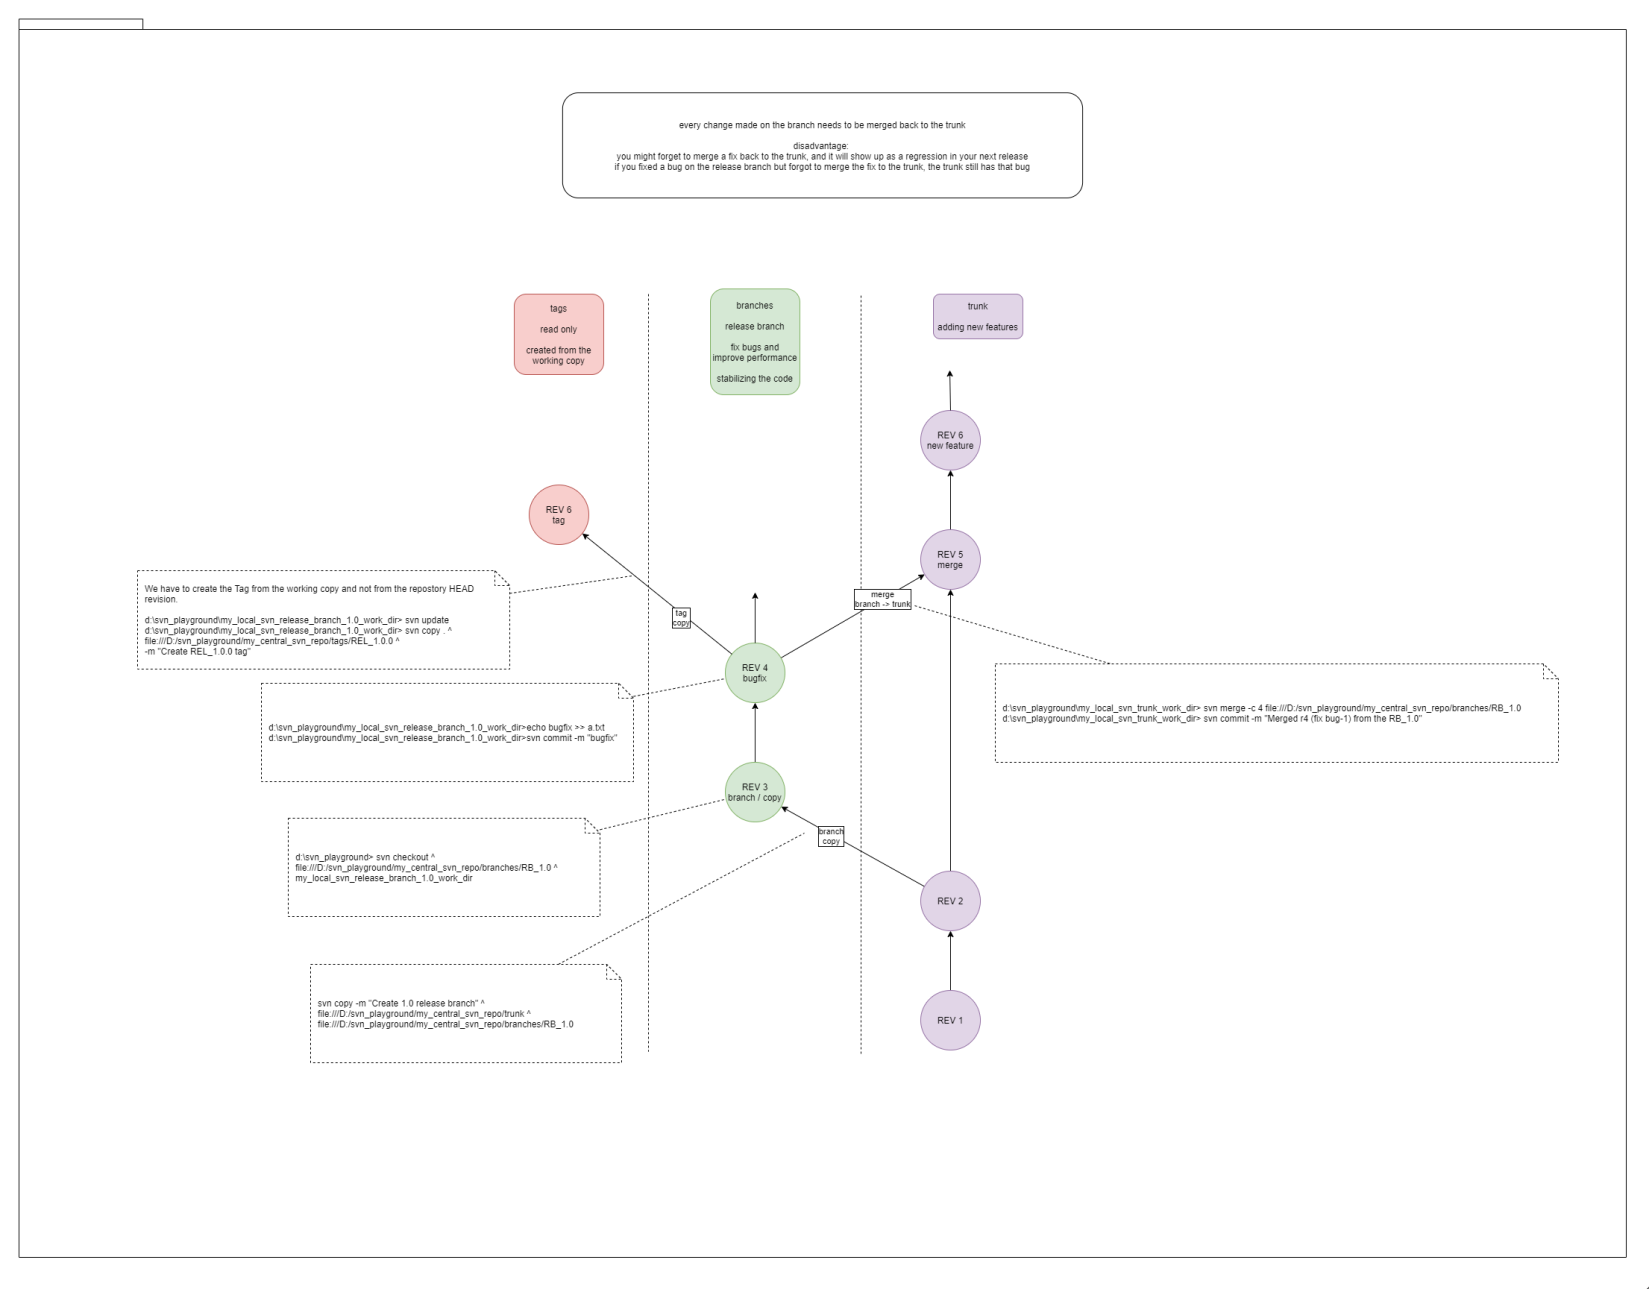 every change made on the branch needs to be merged back to the trunk
disadvantage:
you might forget to merge a fix back to the trunk, and it will show up as a regression in your next release
if you fixed a bug on the release branch but forgot to merge the fix to the trunk, the trunk still has that bug
tags
read only
created from the
working copy
branches
release branch
fix bugs and
improve performance
stabilizing the code
trunk
adding new features
REV 6
new feature
REV 6
tag
REV 5
merge
We have to create the Tag from the working copy and not from the repostory HEAD
revision.
d:\svn_playground\my_local_svn_release_branch_1.0_work_dir> svn update
d:\svn_playground\my_local_svn_release_branch_1.0_work_dir> svn copy . ^
file:///D:/svn_playground/my_central_svn_repo/tags/REL_1.0.0 ^
-m "Create REL_1.0.0 tag"
tag
copy
merge
branch -> trunk
REV 4
bugfix
d:\svn_playground\my_local_svn_release_branch_1.0_work_dir>echo bugfix >> a.txt
d:\svn_playground\my_local_svn_release_branch_1.0_work_dir>svn commit -m "bugfix"
d:\svn_playground\my_local_svn_trunk_work_dir> svn merge -c 4 file:///D:/svn_playground/my_central_svn_repo/branches/RB_1.0
d:\svn_playground\my_local_svn_trunk_work_dir> svn commit -m "Merged r4 (fix bug-1) from the RB_1.0"
REV 3
branch / copy
branch
copy
d:\svn_playground> svn checkout ^
file:///D:/svn_playground/my_central_svn_repo/branches/RB_1.0 ^
my_local_svn_release_branch_1.0_work_dir
REV 2
svn copy -m "Create 1.0 release branch" ^
file:///D:/svn_playground/my_central_svn_repo/trunk ^
file:///D:/svn_playground/my_central_svn_repo/branches/RB_1.0
REV 1